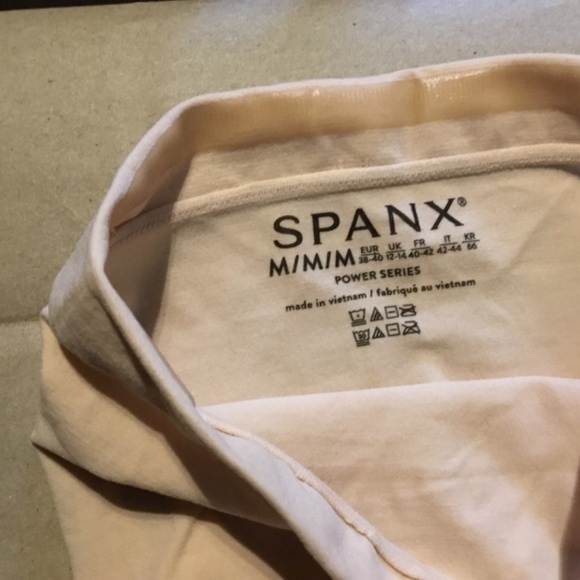 SPANX®
M/M/M EUR 38-40 UK 12-14 FR 40-42 IT 42-44 KR 66
POWER SERIES
made in vietnam / fabriqué au vietnam